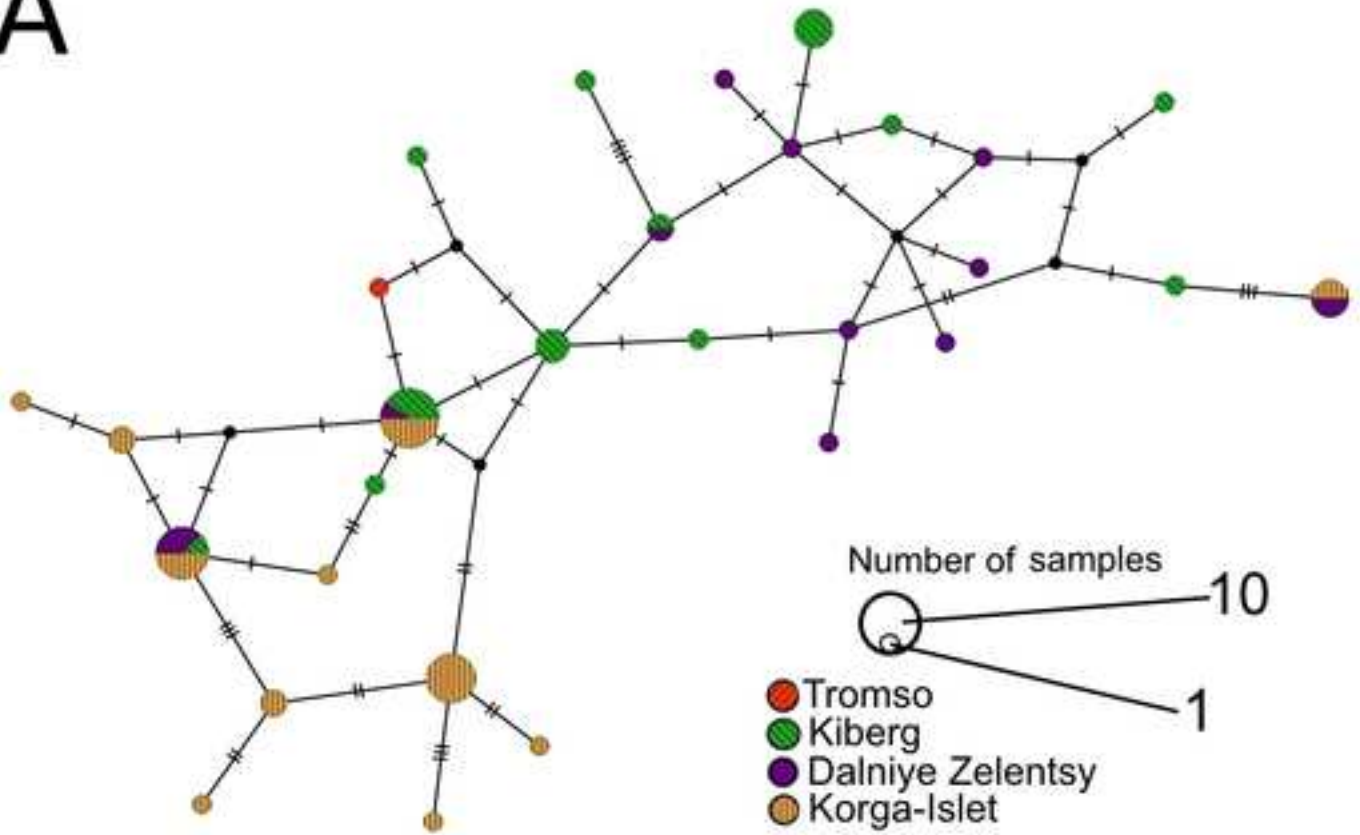 A
Number of samples
10
1
Tromso
Kiberg
Dalniye Zelentsy
Korga-Islet